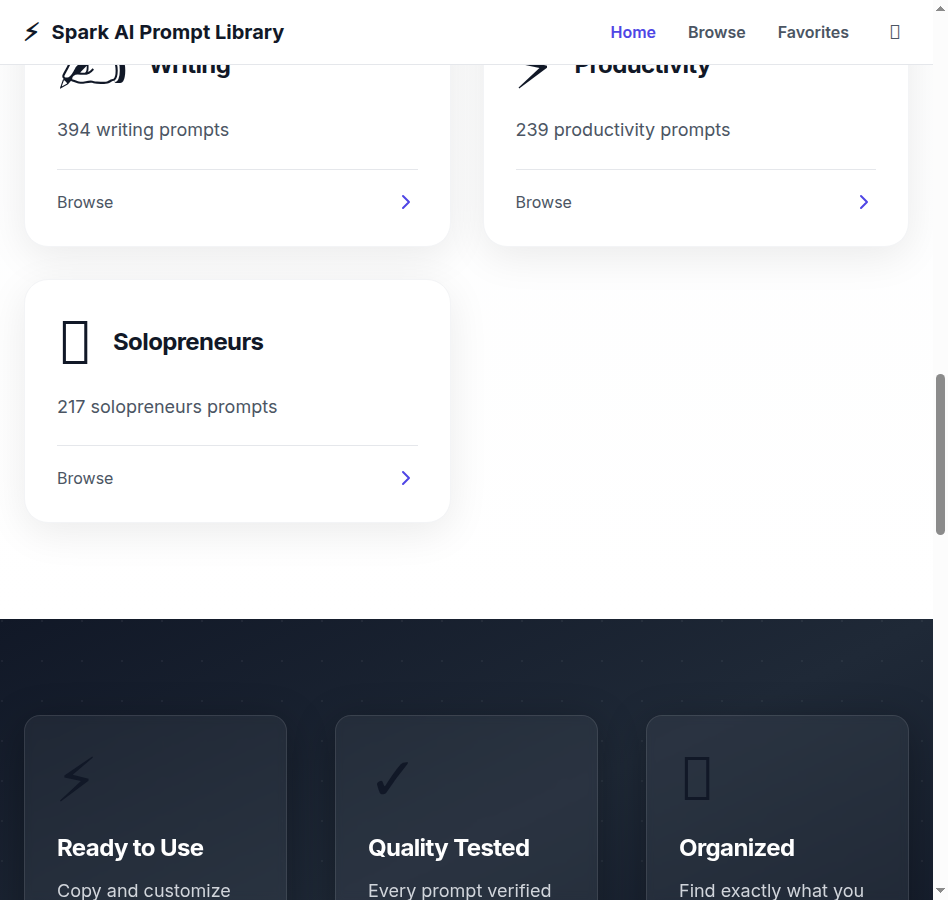 Spark AI Prompt Library
Home
Browse
Favorites
Writing
Productivity
394 writing prompts
239 productivity prompts
Browse
Browse
Solopreneurs
217 solopreneurs prompts
Browse
Ready to Use
Quality Tested
Organized
Copy and customize
Every prompt verified
Find exactly what you